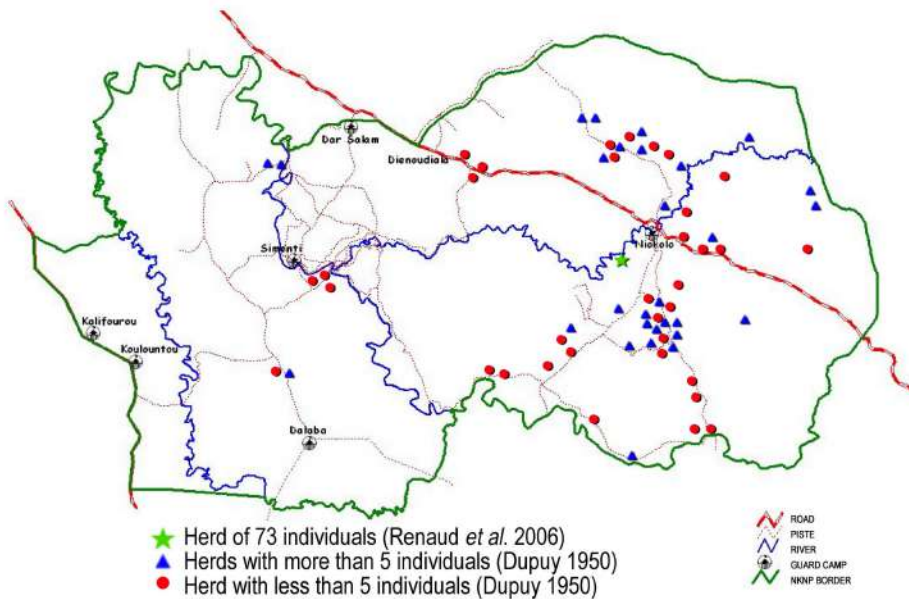 Dar Salam
Dienoudiala
Simenti
Niokolo
Kalifourou
Koulountou
Dalaba
Herd of 73 individuals (Renaud et al. 2006)
Herds with more than 5 individuals (Dupuy 1950)
Herd with less than 5 individuals (Dupuy 1950)
ROAD
PISTE
RIVER
GUARD CAMP
NKNP BORDER